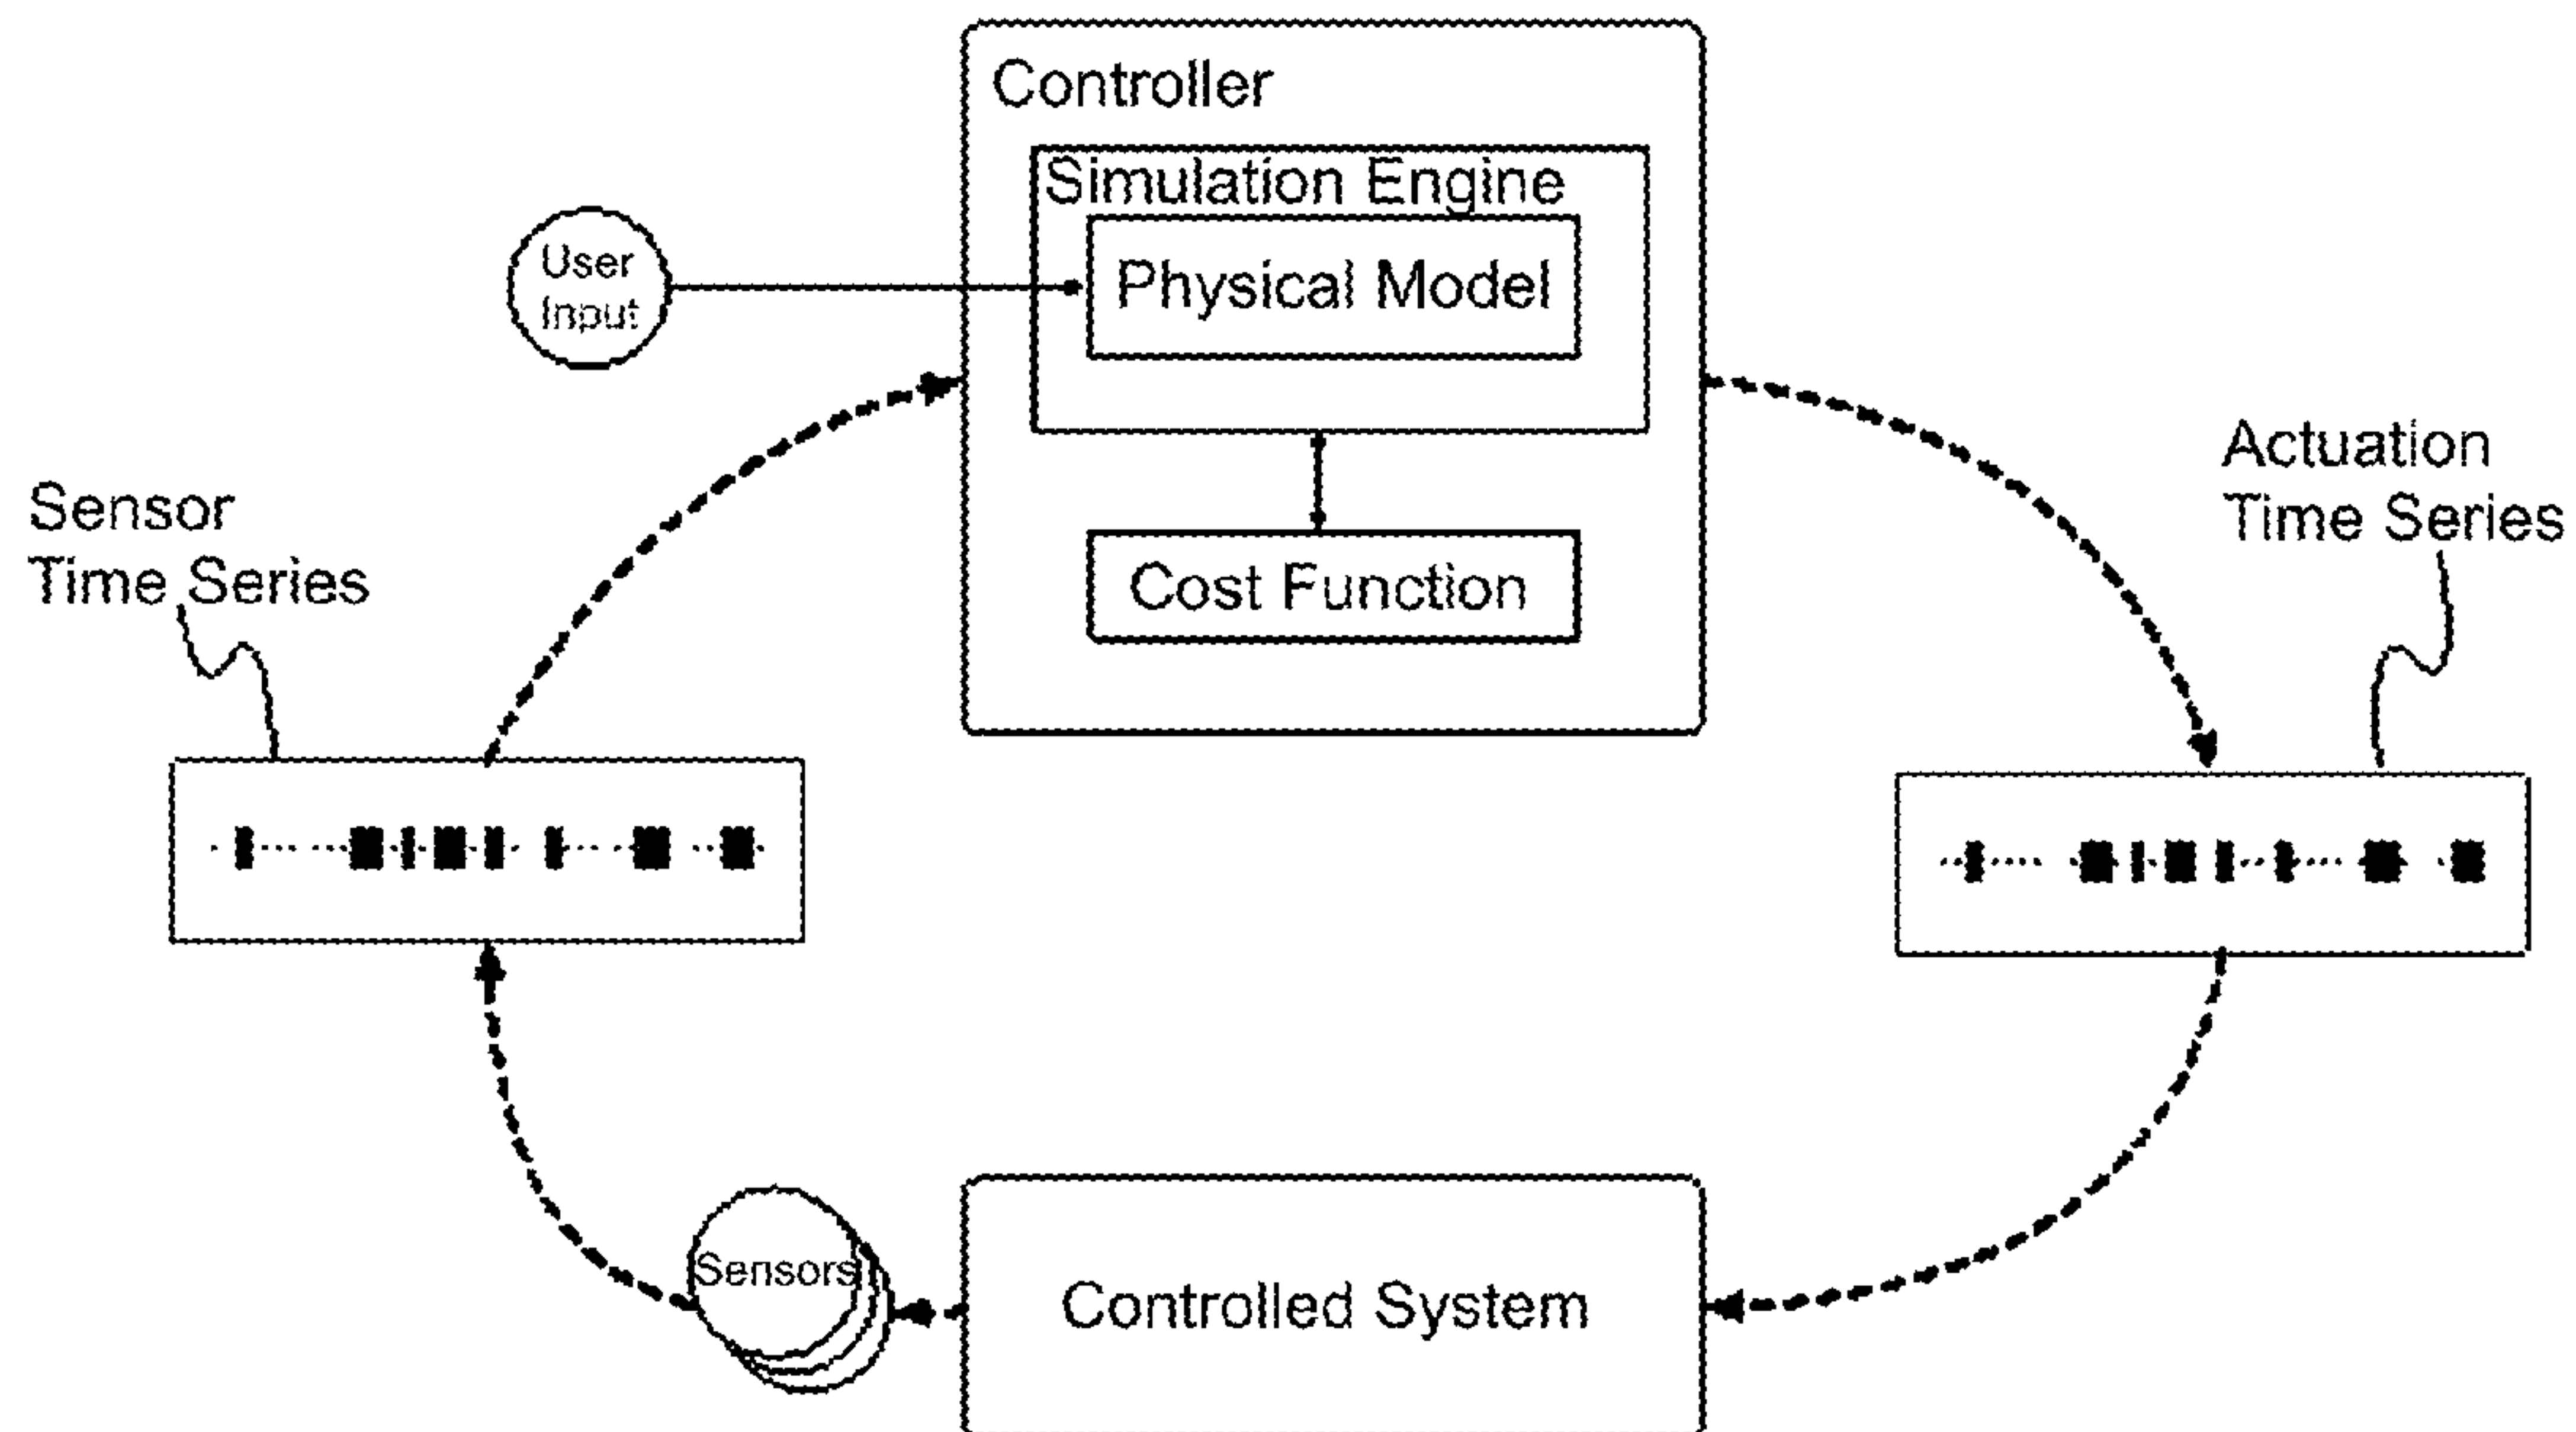 Controller
Simulation Engine
Physical Model
User
Input
Cost Function
Sensor
Time Series
Actuation
Time Series
Sensors
Controlled System